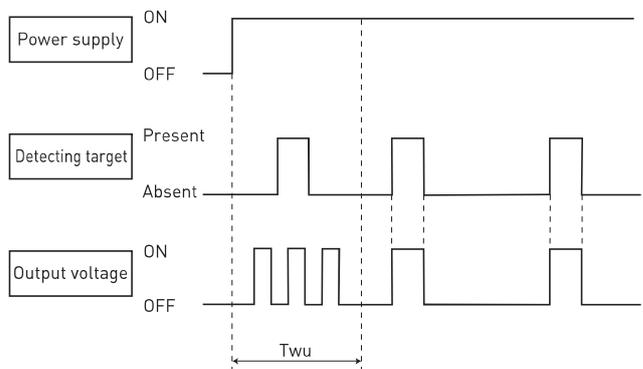 ON
Power supply
OFF
Present
Detecting target
Absent
ON
Output voltage
OFF
Twu